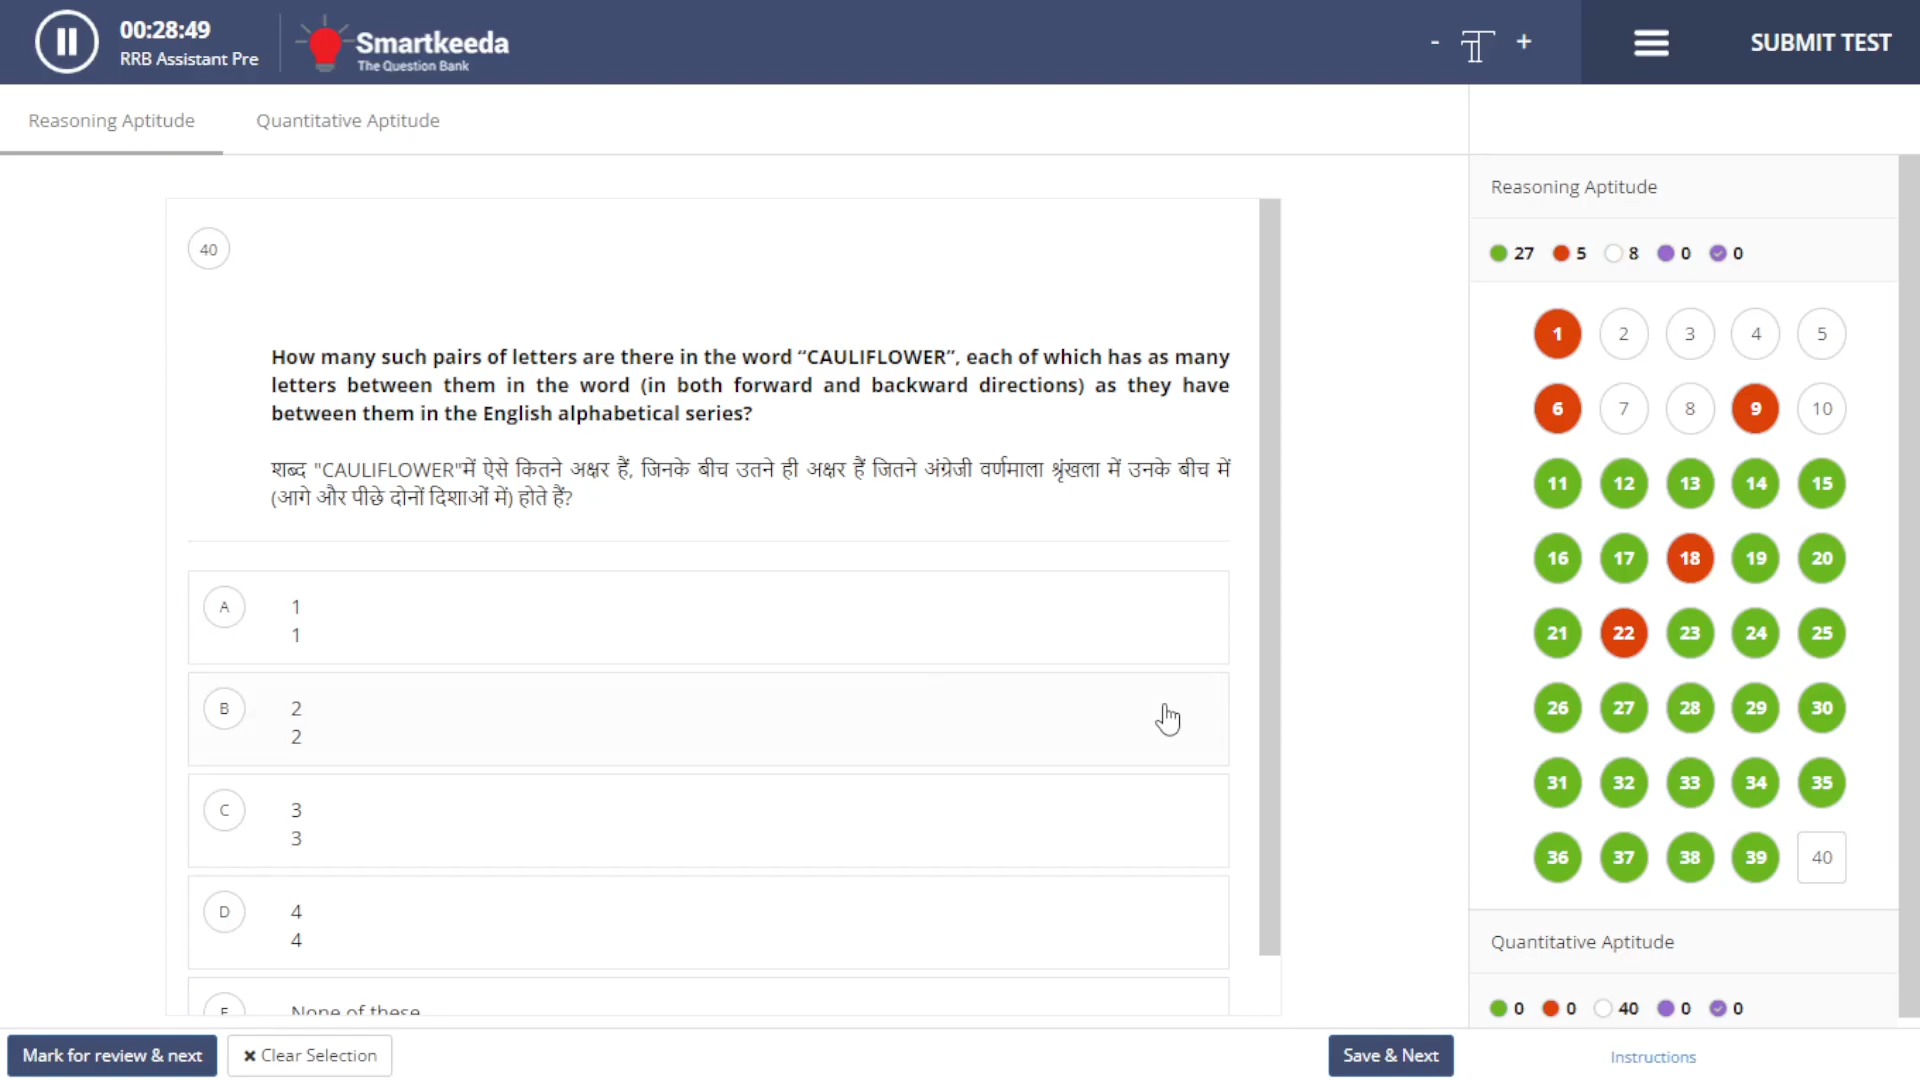 00:28:49
RRB Assistant Pre
Smartkeeda
The Question Bank
- T +
SUBMIT TEST
Reasoning Aptitude
Quantitative Aptitude
40
How many such pairs of letters are there in the word “CAULIFLOWER”, each of which has as many
letters between them in the word (in both forward and backward directions) as they have
between them in the English alphabetical series?
शब्द "CAULIFLOWER"में ऐसे कितने अक्षर हैं, जिनके बीच उतने ही अक्षर हैं जितने अंग्रेजी वर्णमाला श्रृंखला में उनके बीच में
(आगे और पीछे दोनों दिशाओं में) होते हैं?
A 1
1
B 2
2
C 3
3
D 4
4
E None of these
Mark for review & next
Clear Selection
Save & Next
Reasoning Aptitude
27 5 8 0 0
1 2 3 4 5
6 7 8 9 10
11 12 13 14 15
16 17 18 19 20
21 22 23 24 25
26 27 28 29 30
31 32 33 34 35
36 37 38 39 40
Quantitative Aptitude
0 0 40 0 0
Instructions